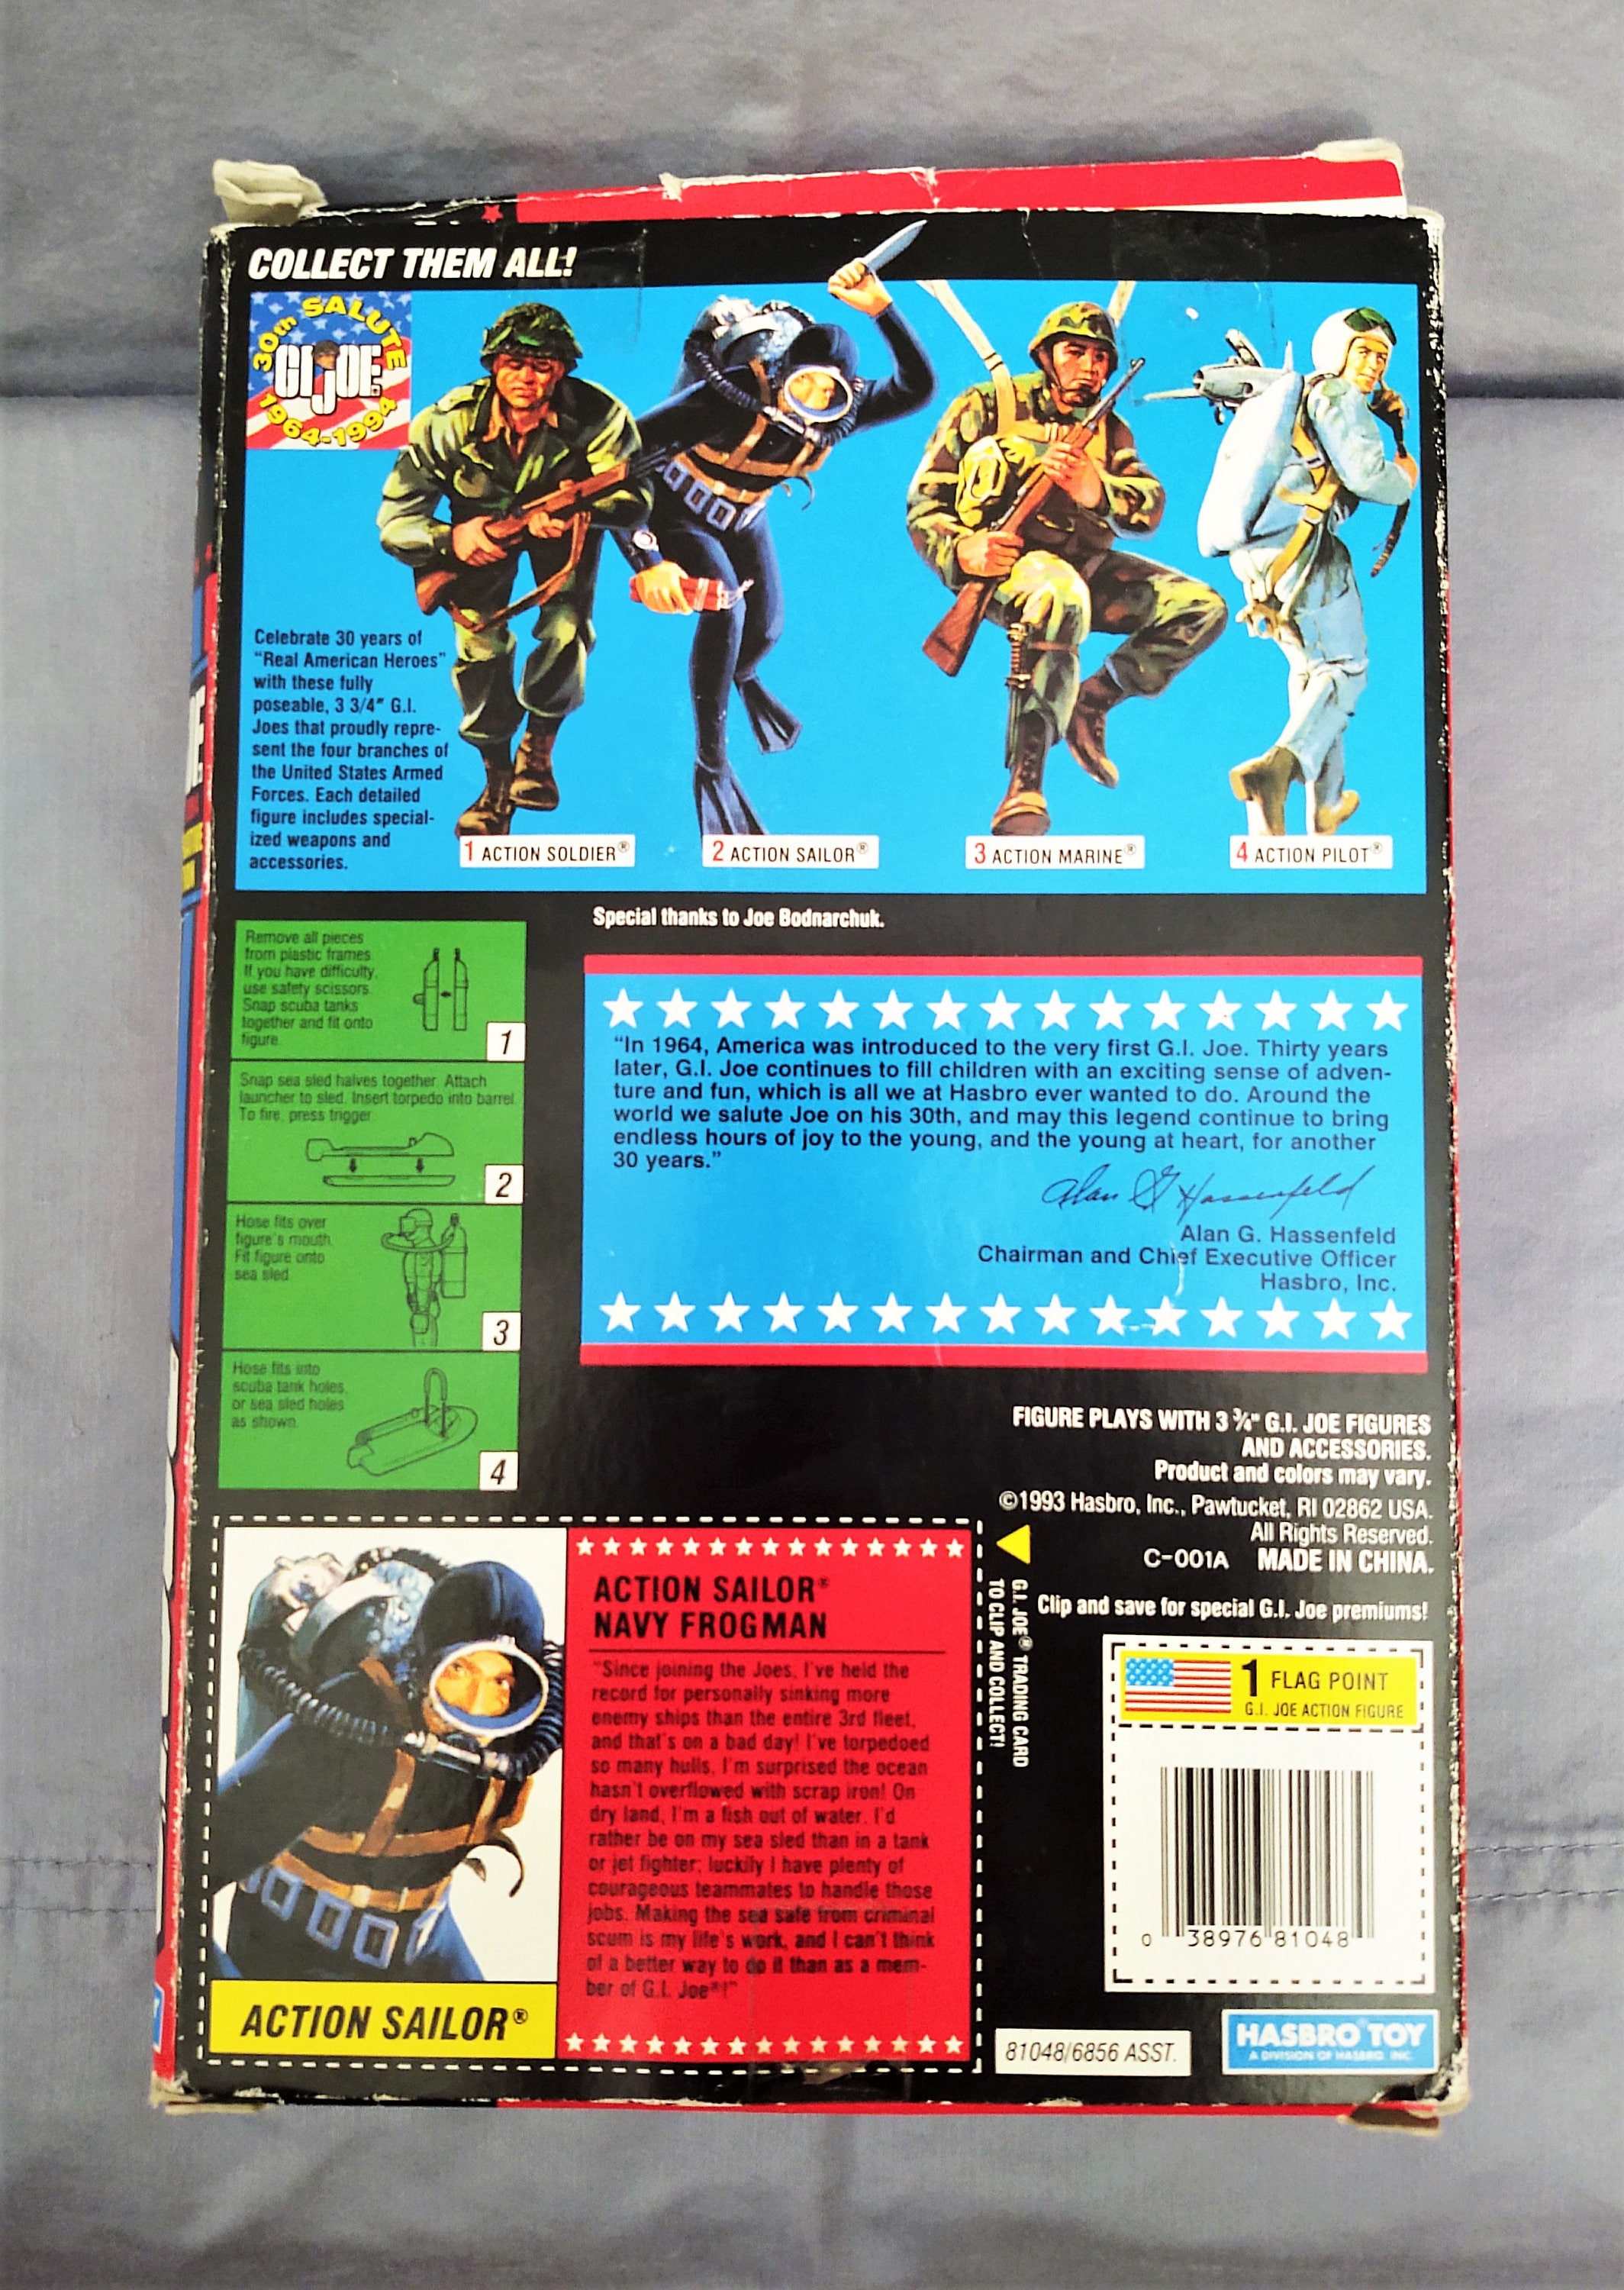 COLLECT THEM ALL!
30th SALUTE
GI JOE
1964-1994
Celebrate 30 years of
"Real American Heroes"
with these fully
poseable, 3 3/4" G.I.
Joes that proudly repre-
sent the four branches of
the United States Armed
Forces. Each detailed
figure includes special-
ized weapons and
accessories.
1 ACTION SOLDIER®
2 ACTION SAILOR®
3 ACTION MARINE®
4 ACTION PILOT®
Special thanks to Joe Bodnarchuk.
Remove all pieces
from plastic frames.
If you have difficulty,
use safety scissors.
Snap scuba tanks
together and fit onto
figure.
1
Snap sea sled halves together. Attach
launcher to sled. Insert torpedo into barrel.
To fire, press trigger.
2
Hose fits over
figure's mouth.
Fit figure onto
sea sled.
3
Hose fits into
scuba tank holes,
or sea sled holes
as shown.
4
"In 1964, America was introduced to the very first G.I. Joe. Thirty years
later, G.I. Joe continues to fill children with an exciting sense of adven-
ture and fun, which is all we at Hasbro ever wanted to do. Around the
world we salute Joe on his 30th, and may this legend continue to bring
endless hours of joy to the young, and the young at heart, for another
30 years."
Alan G Hassenfeld
Alan G. Hassenfeld
Chairman and Chief Executive Officer
Hasbro, Inc.
FIGURE PLAYS WITH 3 ¾" G.I. JOE FIGURES
AND ACCESSORIES.
Product and colors may vary.
©1993 Hasbro, Inc., Pawtucket, RI 02862 USA.
All Rights Reserved.
C-001A MADE IN CHINA.
Clip and save for special G.I. Joe premiums!
1 FLAG POINT
G.I. JOE ACTION FIGURE
0 38976 81048
G.I. JOE® TRADING CARD
TO CLIP AND COLLECT!
ACTION SAILOR®
NAVY FROGMAN
"Since joining the Joes, I've held the
record for personally sinking more
enemy ships than the entire 3rd fleet,
and that's on a bad day! I've torpedoed
so many hulls, I'm surprised the ocean
hasn't overflowed with scrap iron! On
dry land, I'm a fish out of water. I'd
rather be on my sea sled than in a tank
or jet fighter; luckily I have plenty of
courageous teammates to handle those
jobs. Making the sea safe from criminal
scum is my life's work, and I can't think
of a better way to do it than as a mem-
ber of G.I. Joe®!"
ACTION SAILOR®
81048/6856 ASST.
HASBRO® TOY
A DIVISION OF HASBRO, INC.